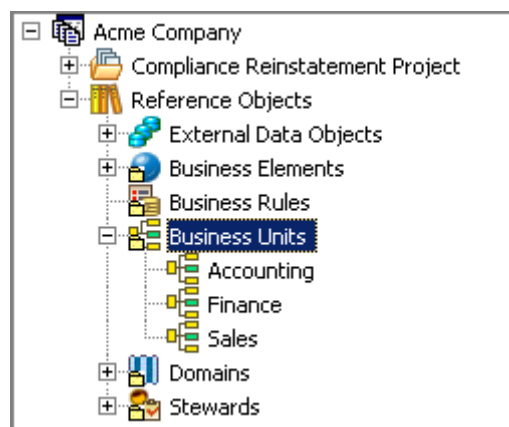 Acme Company
Compliance Reinstatement Project
Reference Objects
External Data Objects
Business Elements
Business Rules
Business Units
Accounting
Finance
Sales
Domains
Stewards